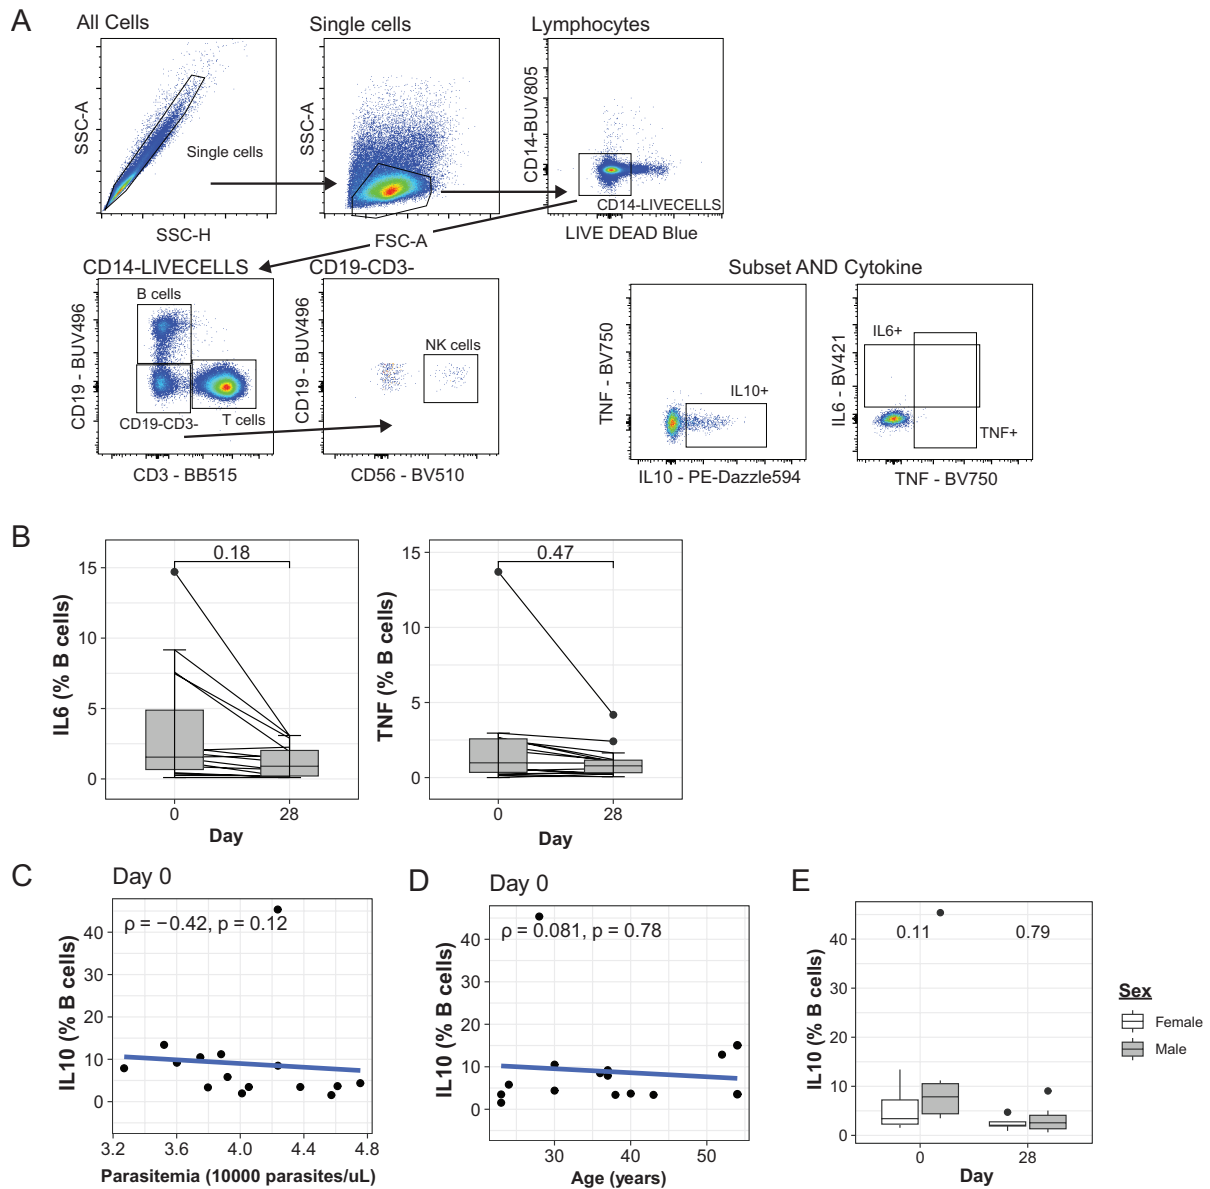 A
All Cells
Single cells
Lymphocytes
SSC-A
Single cells
SSC-H
SSC-A
FSC-A
CD14-BUV805
CD14-LIVECELLS
LIVE DEAD Blue
CD14-LIVECELLS
CD19-CD3-
Subset AND Cytokine
CD19 - BUV496
B cells
T cells
CD19-CD3-
CD3 - BB515
CD19 - BUV496
NK cells
CD56 - BV510
TNF - BV750
IL10+
IL10 - PE-Dazzle594
IL6 - BV421
IL6+
TNF+
TNF - BV750
B
IL6 (% B cells)
0.18
15
10
5
0
0
28
Day
TNF (% B cells)
0.47
15
10
5
0
0
28
Day
C
Day 0
ρ = −0.42, p = 0.12
IL10 (% B cells)
40
30
20
10
0
3.2
3.6
4.0
4.4
4.8
Parasitemia (10000 parasites/uL)
D
Day 0
ρ = 0.081, p = 0.78
IL10 (% B cells)
40
30
20
10
0
30
40
50
Age (years)
E
0.11
0.79
IL10 (% B cells)
40
30
20
10
0
0
28
Day
Sex
Female
Male